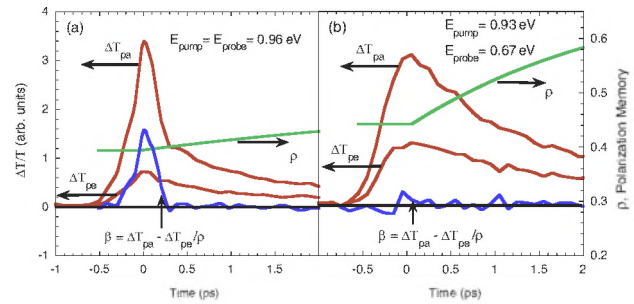 (a)
E_pump = E_probe = 0.96 eV
ΔT_pa
ρ
ΔT_pe
β = ΔT_pa - ΔT_pe/ρ
ΔT/T (arb. units)
4
3
2
1
0
-1
-1
-0.5
0
0.5
1
1.5
Time (ps)
(b)
E_pump = 0.93 eV
E_probe = 0.67 eV
ΔT_pa
ρ
ΔT_pe
β = ΔT_pa - ΔT_pe/ρ
-0.5
0
0.5
1
1.5
2
Time (ps)
0.6
0.5
0.4
0.3
0.2
ρ, Polarization Memory